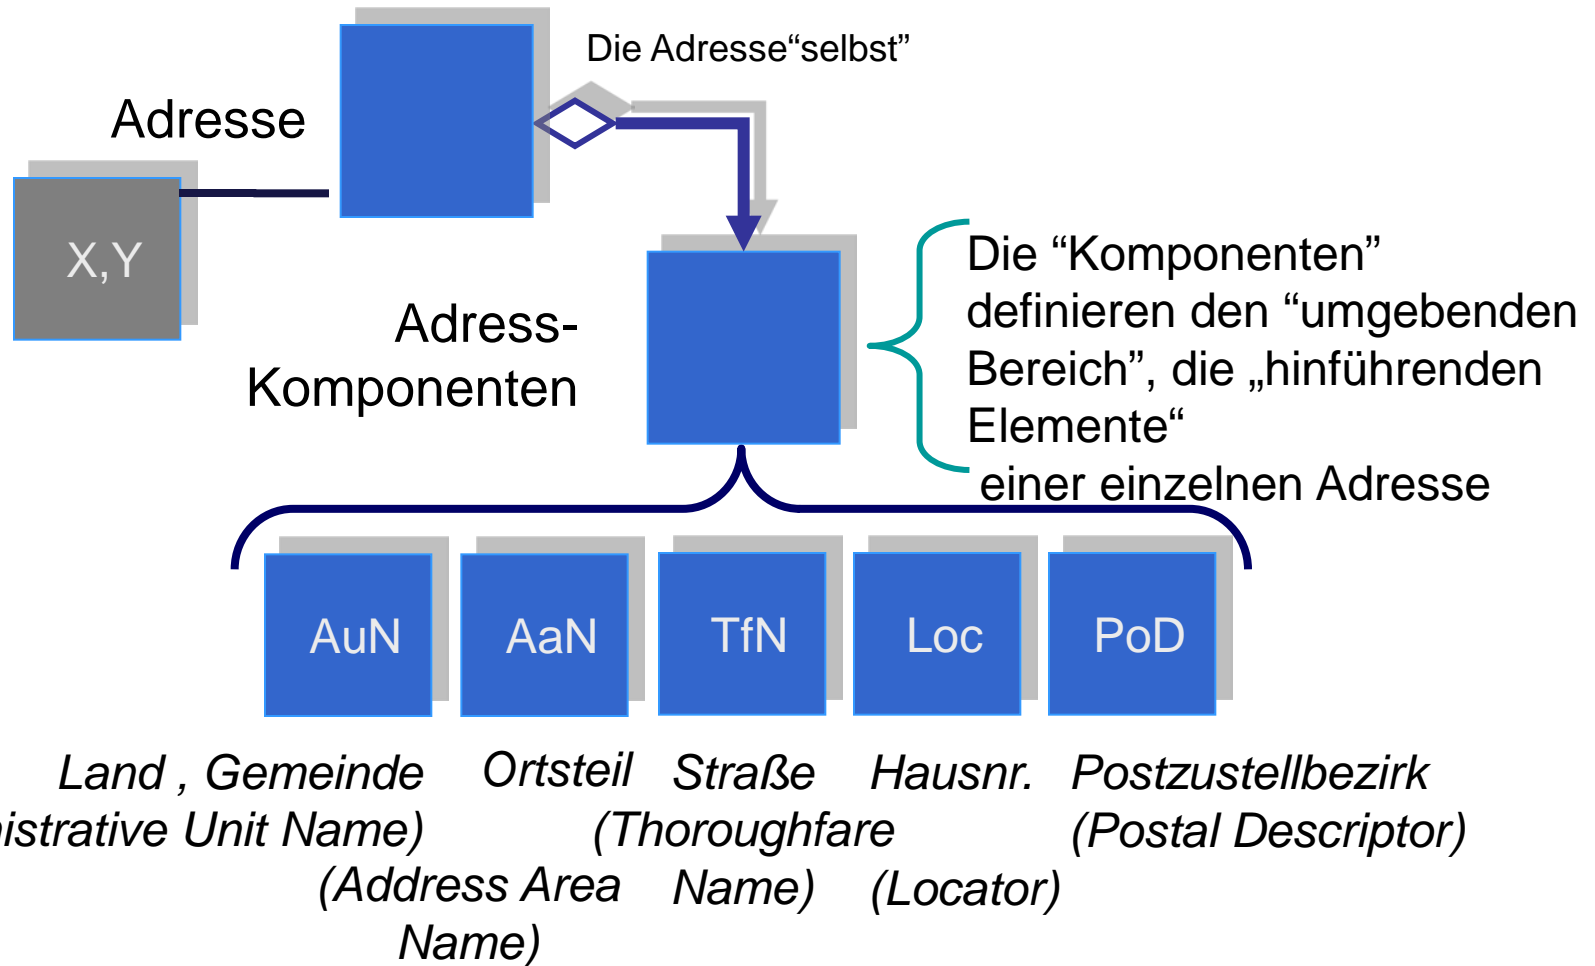 Die Adresse“selbst”
Adresse
X,Y
Adress-
Komponenten
Die “Komponenten”
definieren den “umgebenden
Bereich”, die „hinführenden
Elemente“
einer einzelnen Adresse
AuN
AaN
TfN
Loc
PoD
Land , Gemeinde
Unit Name)
Ortsteil
(Address Area
Name)
Straße
(Thoroughfare
Name)
Hausnr.
(Locator)
Postzustellbezirk
(Postal Descriptor)